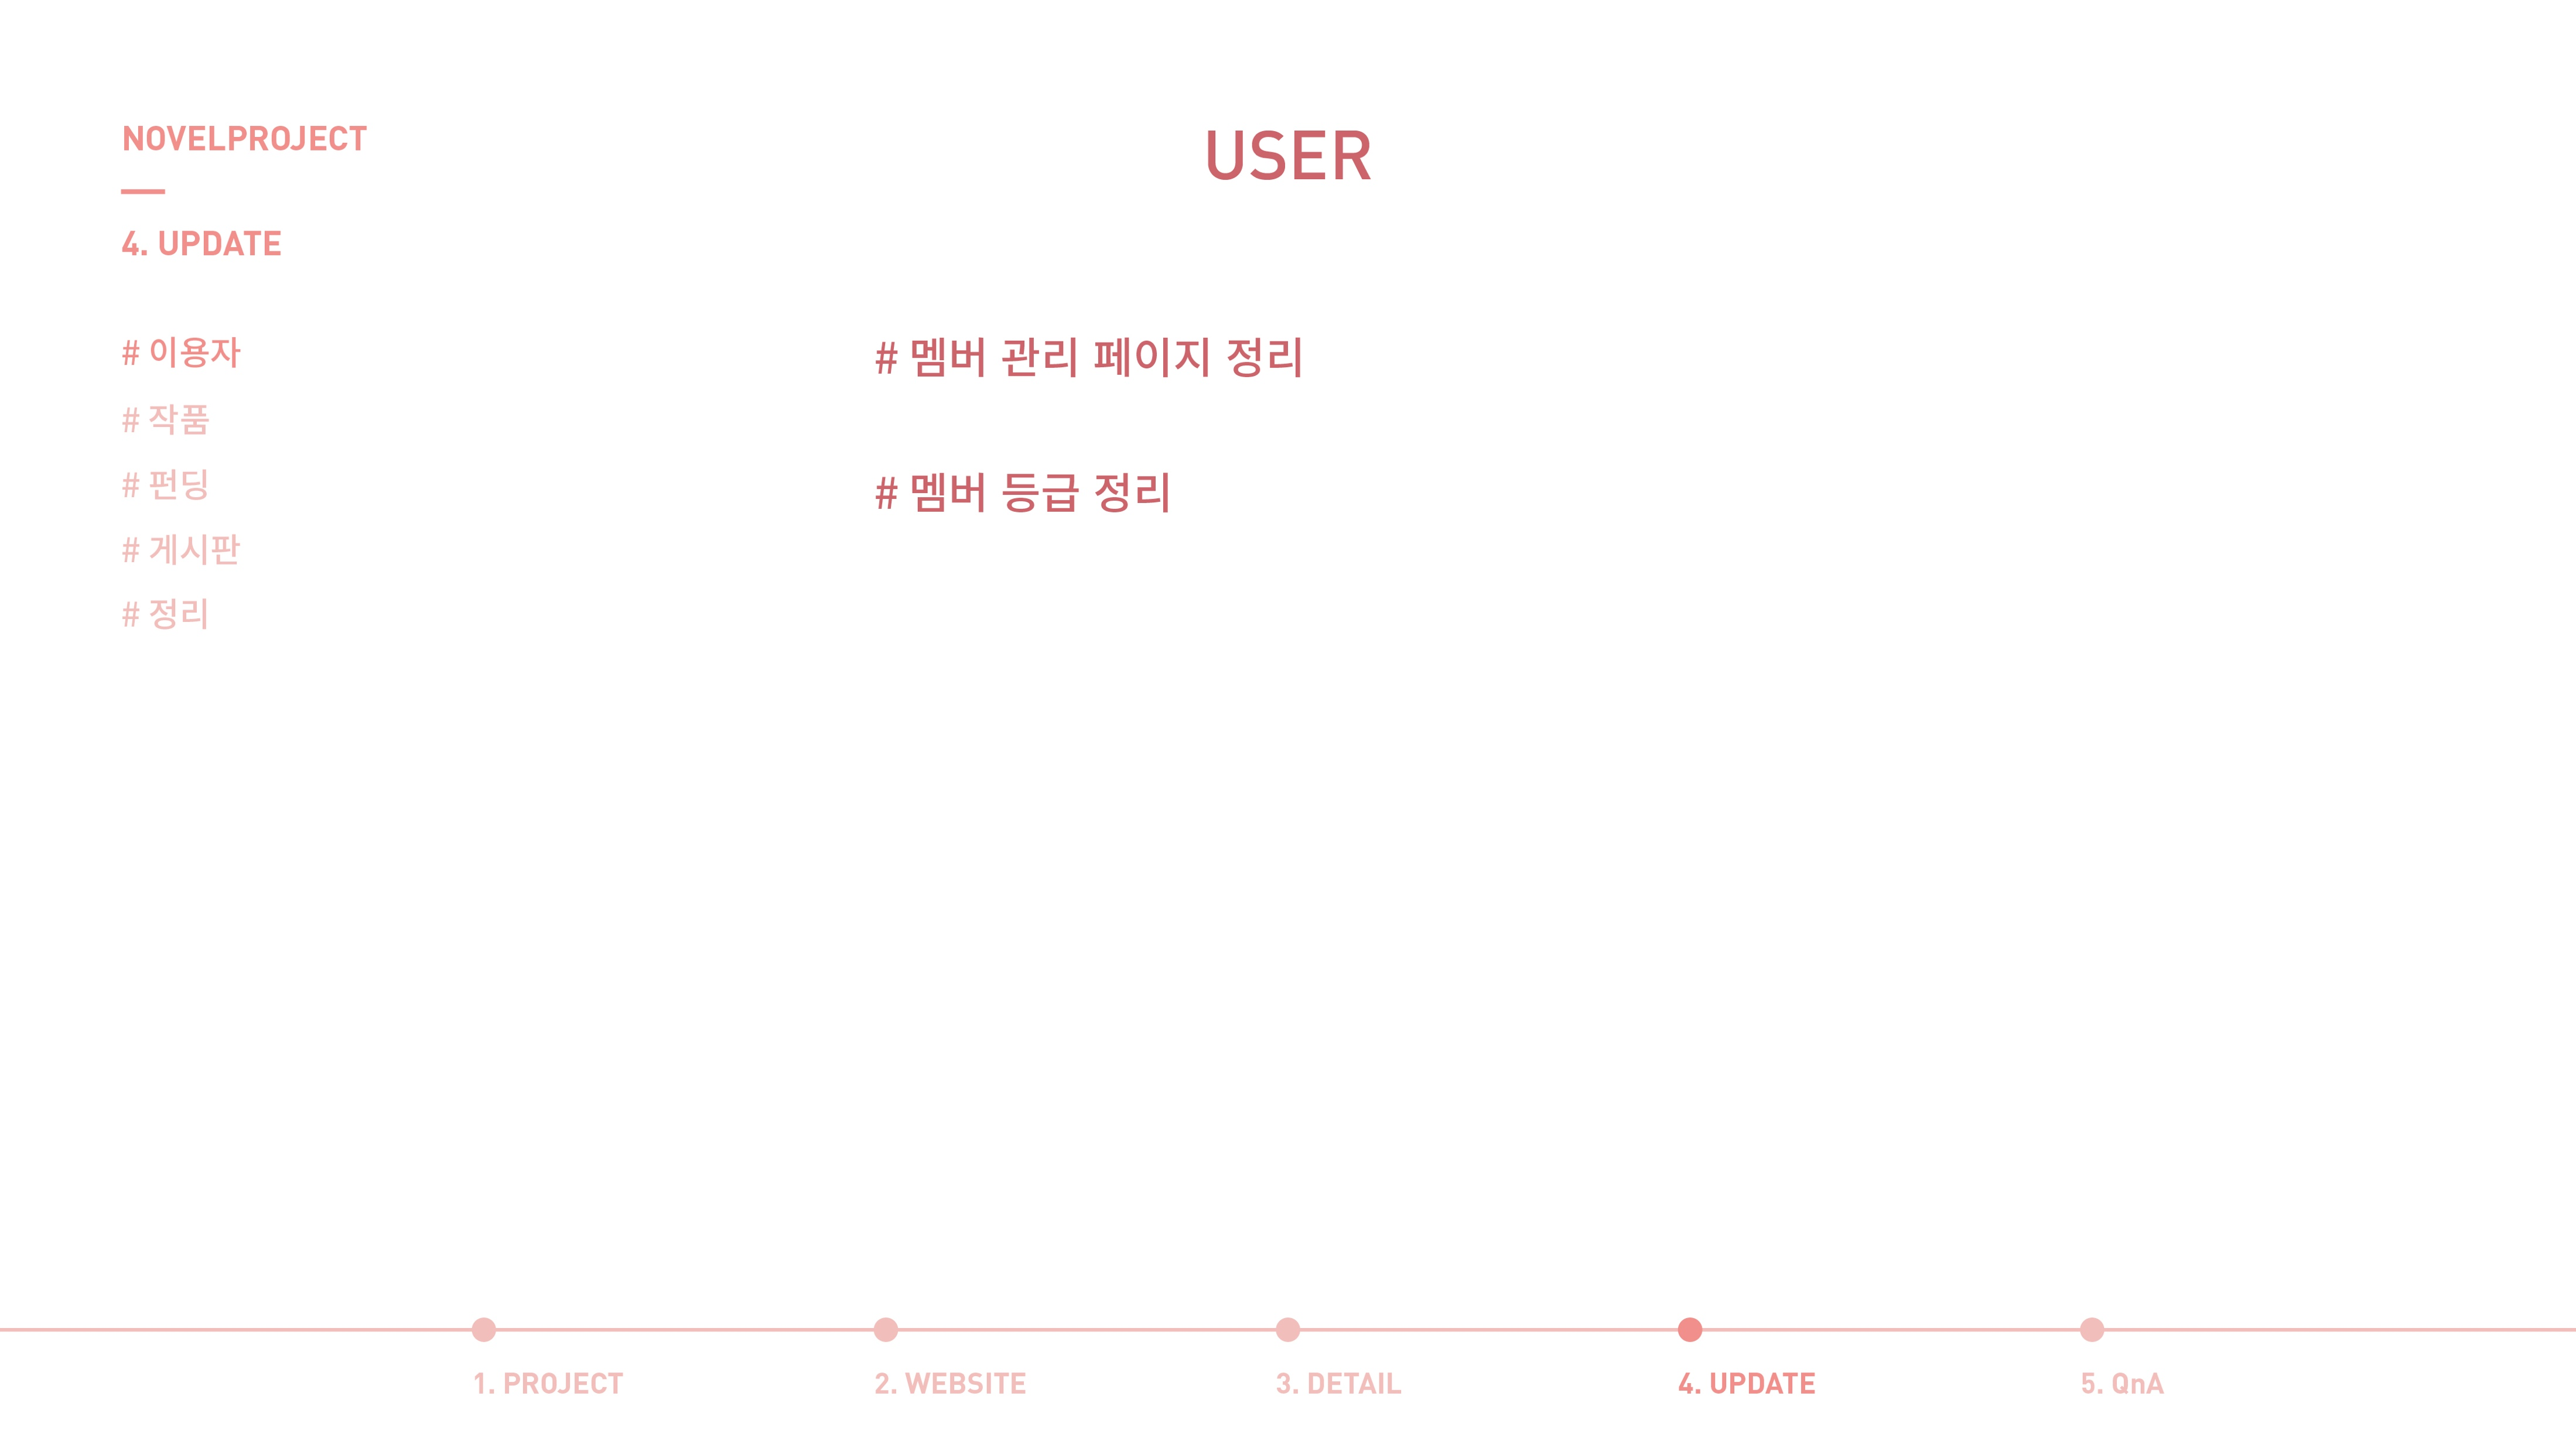 NOVELPROJECT
4. UPDATE
# 이용자
# 작품
# 펀딩
# 게시판
# 정리
USER
# 멤버 관리 페이지 정리
# 멤버 등급 정리
1. PROJECT
2. WEBSITE
3. DETAIL
4. UPDATE
5. QnA